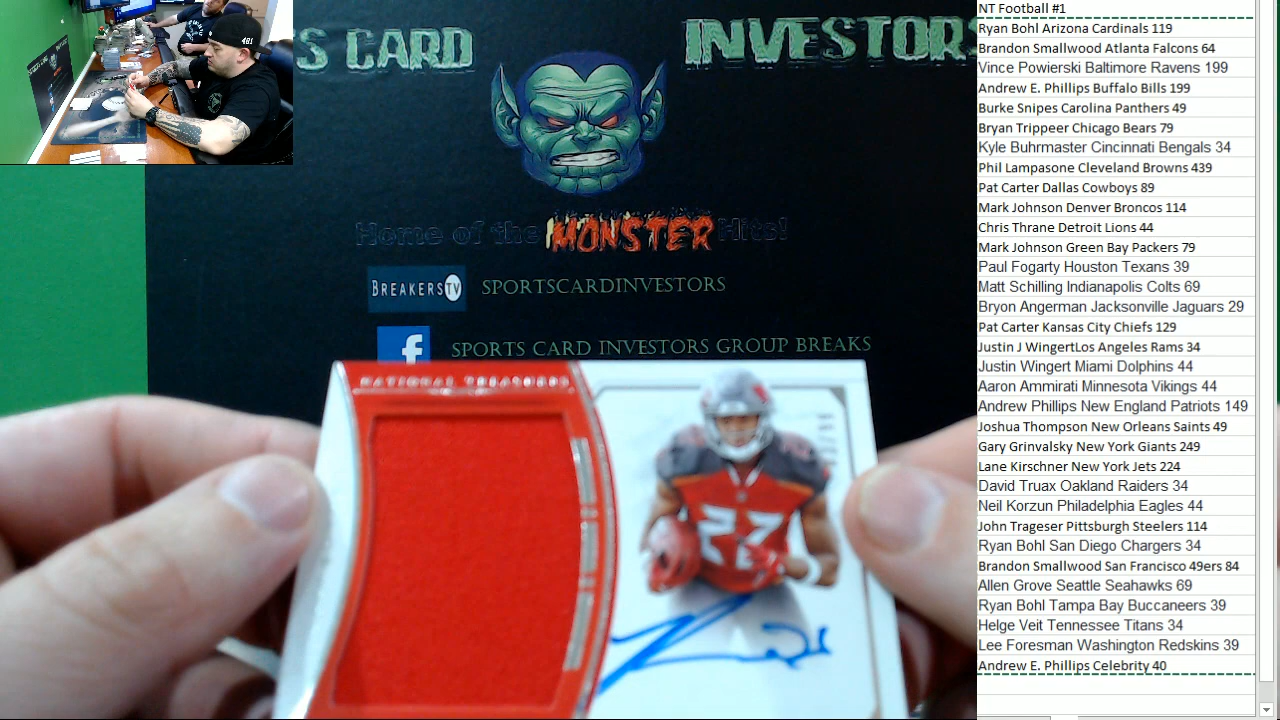 S CARD INVESTORS
Home of the MONSTER Hits!
BREAKERS TV SPORTSCARDINVESTORS
f SPORTS CARD INVESTORS GROUP BREAKS
NATIONAL TREASURES
22
481
NT Football #1
Ryan Bohl Arizona Cardinals 119
Brandon Smallwood Atlanta Falcons 64
Vince Powierski Baltimore Ravens 199
Andrew E. Phillips Buffalo Bills 199
Burke Snipes Carolina Panthers 49
Bryan Trippeer Chicago Bears 79
Kyle Buhrmaster Cincinnati Bengals 34
Phil Lampasone Cleveland Browns 439
Pat Carter Dallas Cowboys 89
Mark Johnson Denver Broncos 114
Chris Thrane Detroit Lions 44
Mark Johnson Green Bay Packers 79
Paul Fogarty Houston Texans 39
Matt Schilling Indianapolis Colts 69
Bryon Angerman Jacksonville Jaguars 29
Pat Carter Kansas City Chiefs 129
Justin J WingertLos Angeles Rams 34
Justin Wingert Miami Dolphins 44
Aaron Ammirati Minnesota Vikings 44
Andrew Phillips New England Patriots 149
Joshua Thompson New Orleans Saints 49
Gary Grinvalsky New York Giants 249
Lane Kirschner New York Jets 224
David Truax Oakland Raiders 34
Neil Korzun Philadelphia Eagles 44
John Trageser Pittsburgh Steelers 114
Ryan Bohl San Diego Chargers 34
Brandon Smallwood San Francisco 49ers 84
Allen Grove Seattle Seahawks 69
Ryan Bohl Tampa Bay Buccaneers 39
Helge Veit Tennessee Titans 34
Lee Foresman Washington Redskins 39
Andrew E. Phillips Celebrity 40